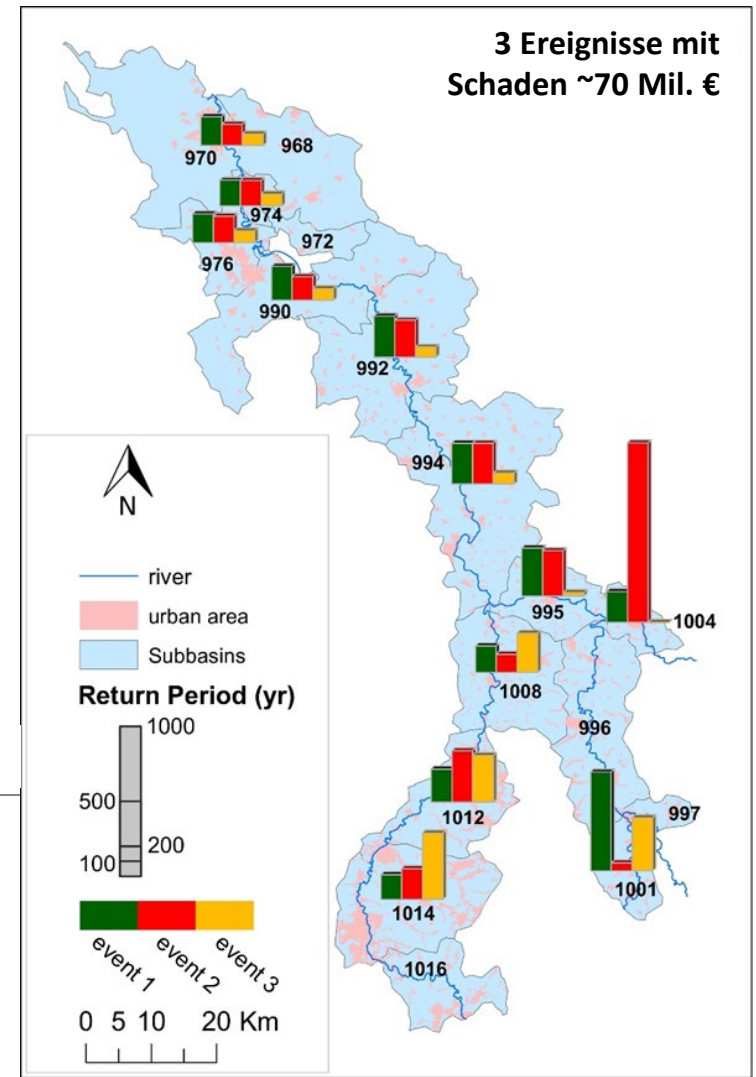 3 Ereignisse mit
Schaden ~70 Mil. €
968
970
974
972
976
990
992
994
995
1004
1008
996
1012
997
1001
1014
1016
N
river
urban area
Subbasins
Return Period (yr)
1000
500
200
100
event 1
event 2
event 3
0 5 10 20 Km